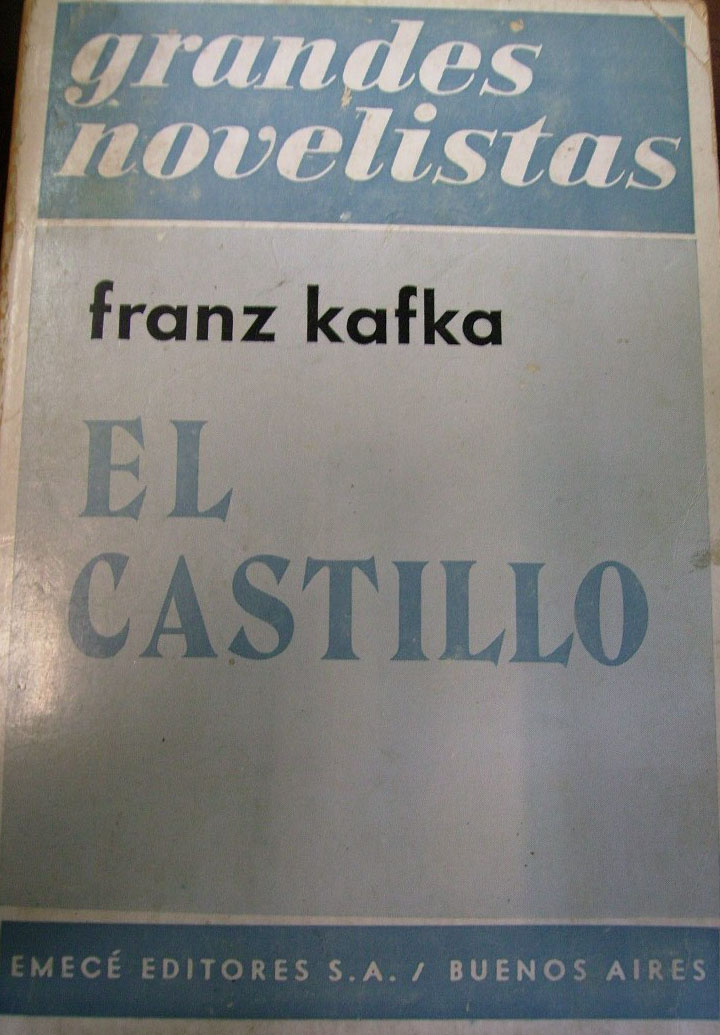 grandes
novelistas
franz kafka
EL
CASTILLO
EMECÉ EDITORES S.A. / BUENOS AIRES